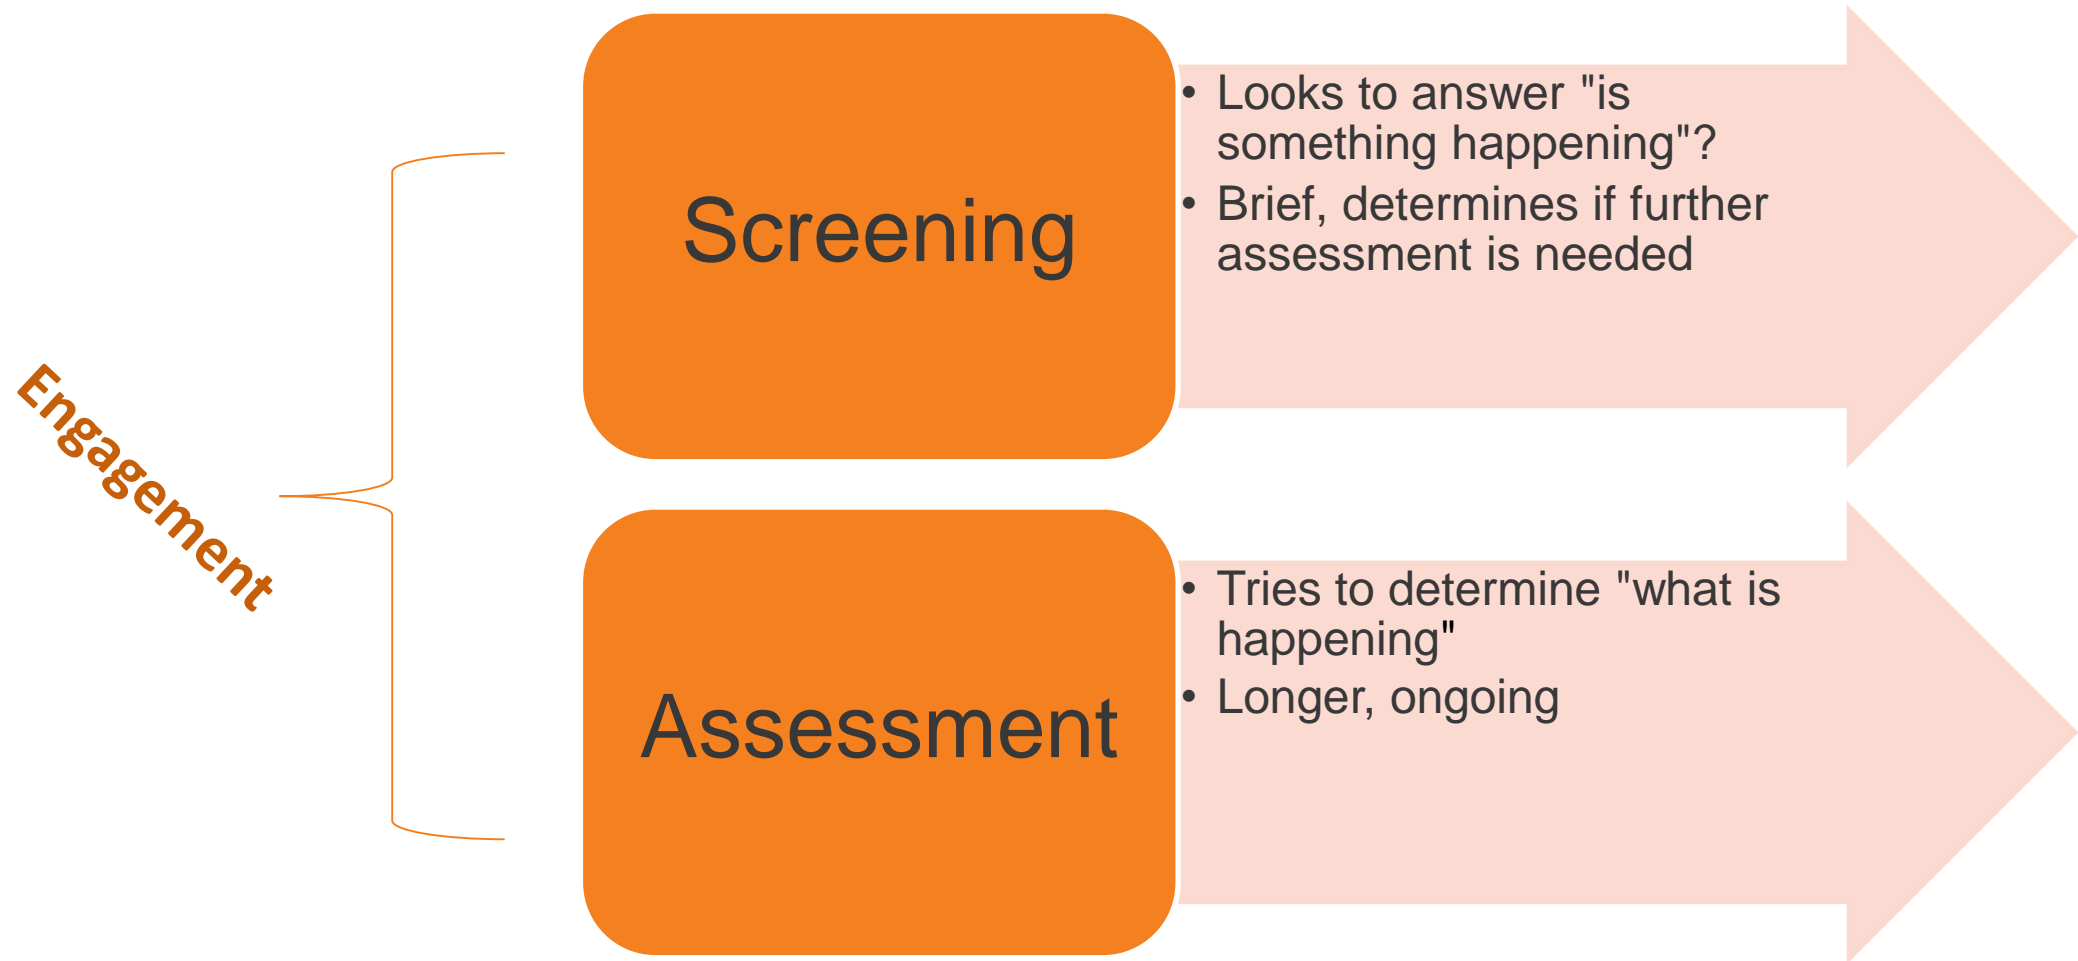 Engagement
Screening
• Looks to answer "is
something happening"?
• Brief, determines if further
assessment is needed
Assessment
• Tries to determine "what is
happening"
• Longer, ongoing